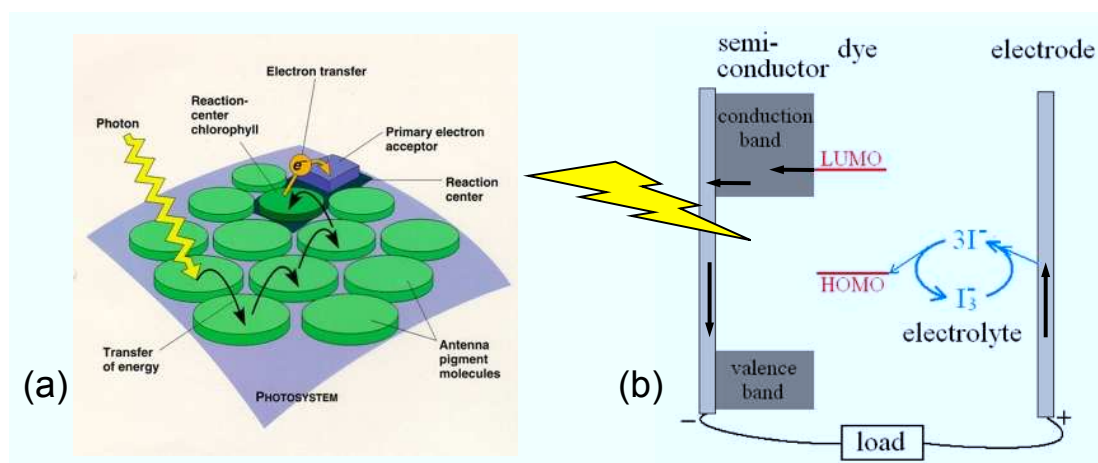 Electron transfer
Reaction-
center
chlorophyll
Photon
e⁻
Primary electron
acceptor
Reaction
center
Transfer
of energy
Antenna
pigment
molecules
PHOTOSYSTEM
(a)
semi-
conductor
dye
electrode
conduction
band
LUMO
3I⁻
HOMO
I₃⁻
electrolyte
valence
band
(b)
−
+
load